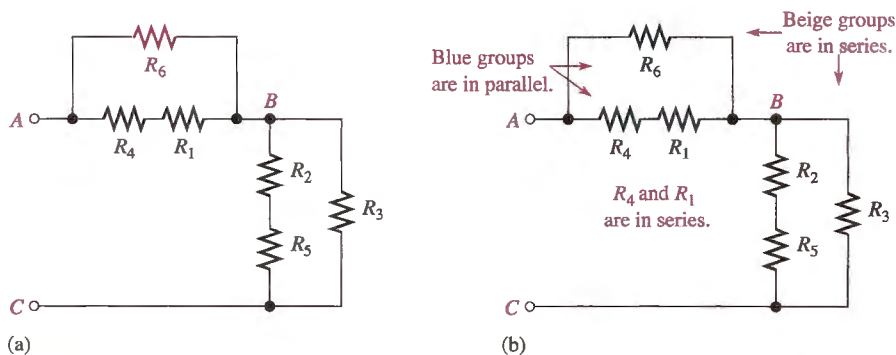 R6
A
R4
R1
B
R2
R3
R5
C
(a)
Blue groups
are in parallel.
Beige groups
are in series.
R6
A
R4
R1
B
R2
R3
R4 and R1
are in series.
R5
C
(b)